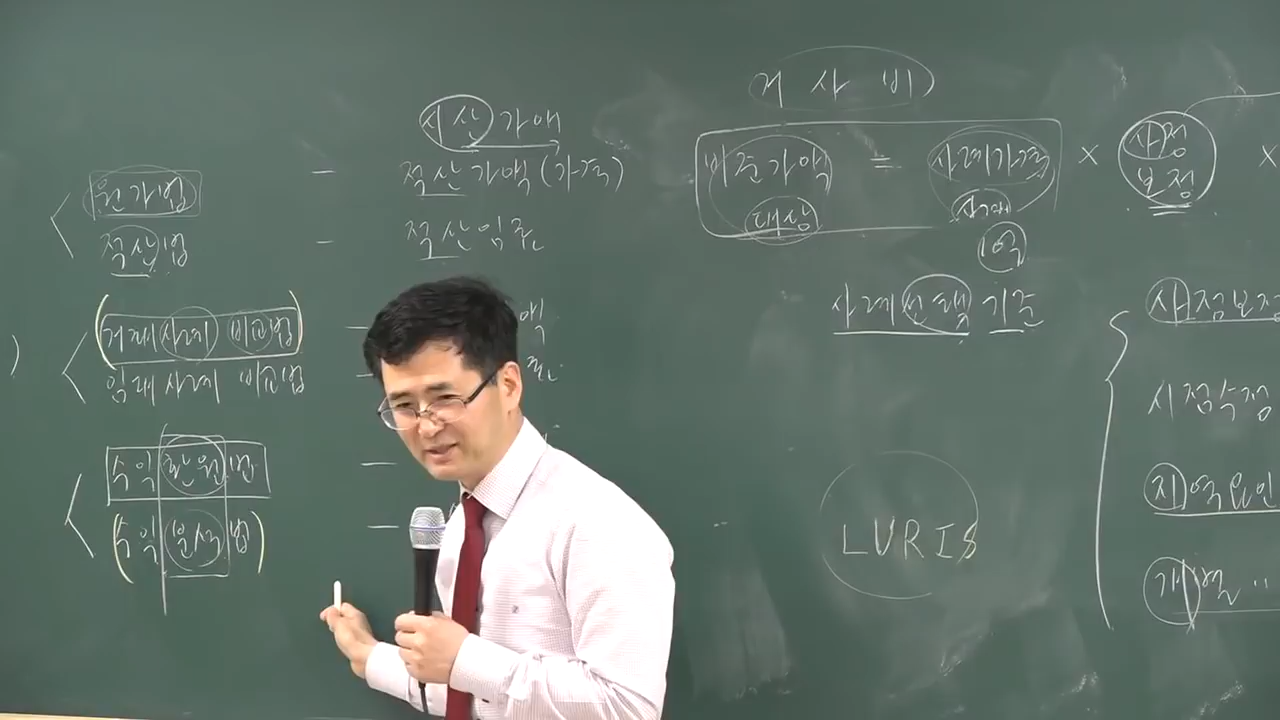 시산가액
원가법 - 적산가액(가격)
적산법 - 적산임료
(거래사례 비교법) -
임대사례 비교법 -
수익환원법 -
(수익분석법) -
거 사 비
비준가액 = 사례가격 × 사정보정 ×
대상 사례
1억
사례선택 기준
사정보정
시점수정
지역요인
개별 〃
LURIS